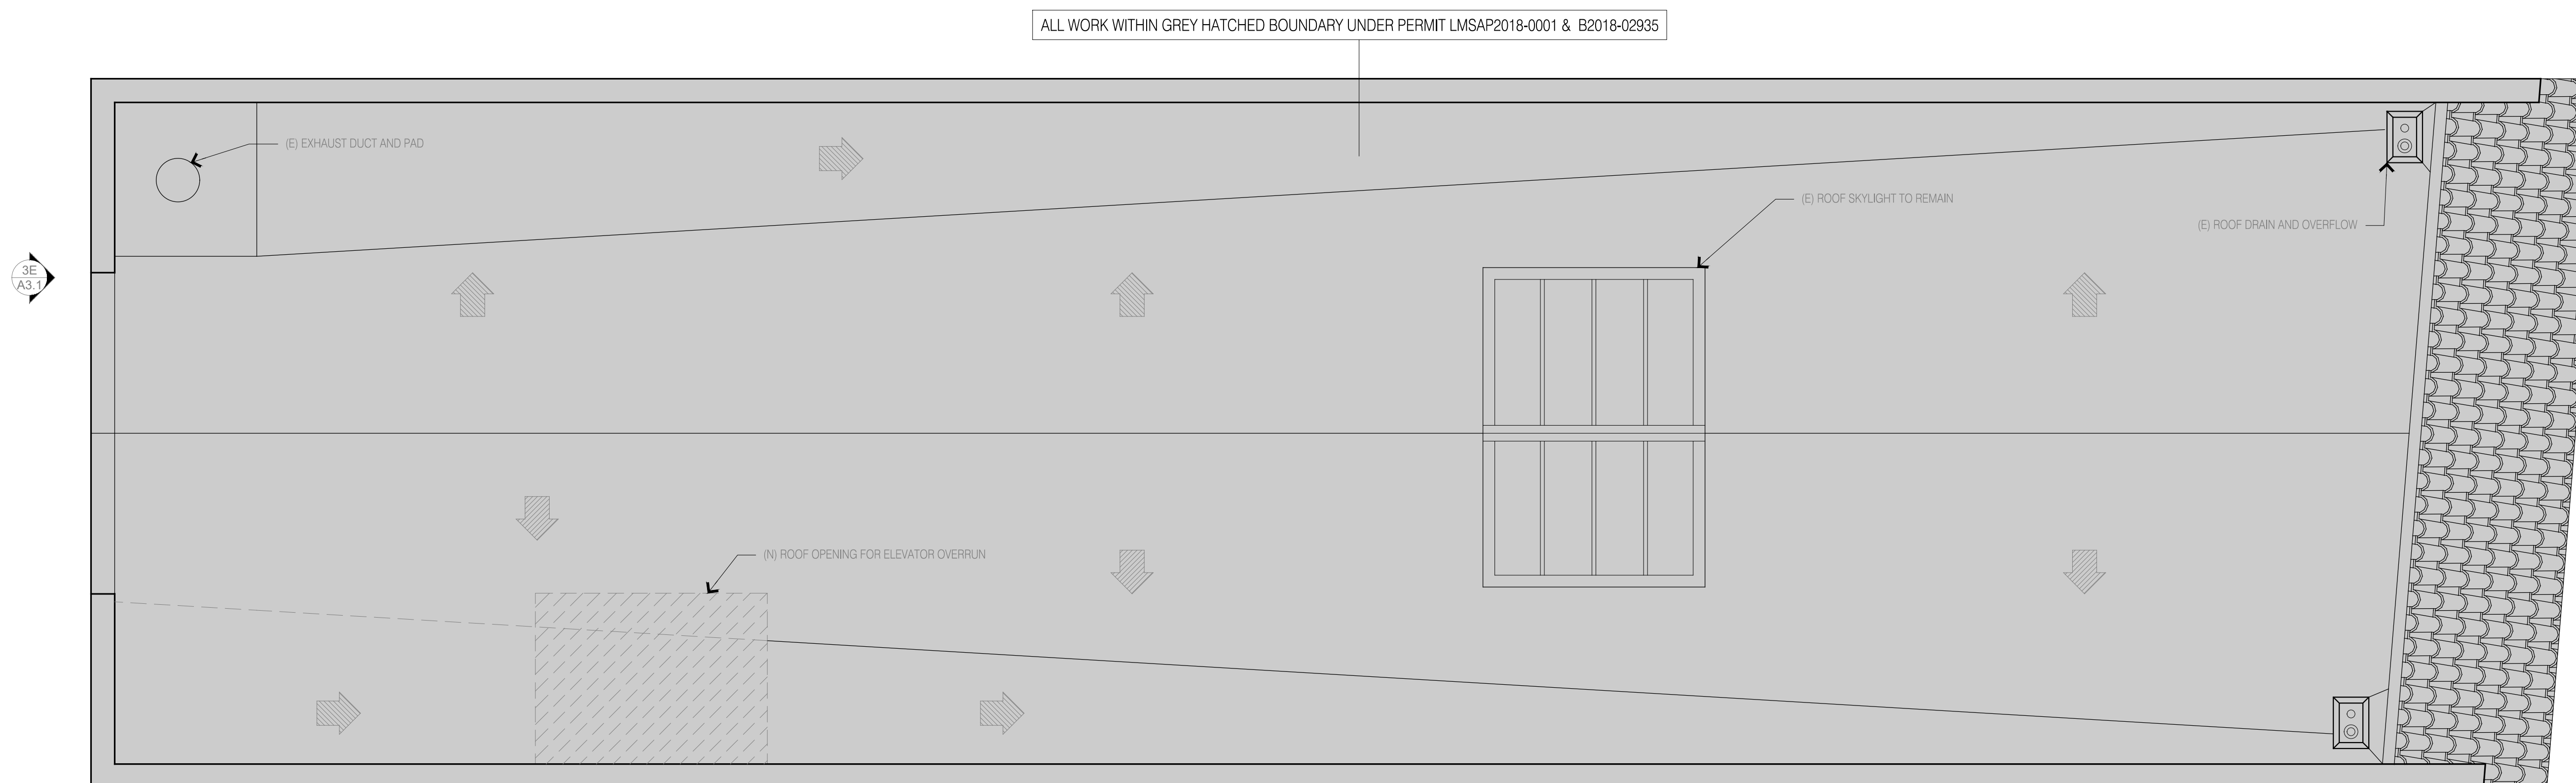 ALL WORK WITHIN GREY HATCHED BOUNDARY UNDER PERMIT LMSAP2018-0001 & B2018-02935
(E) EXHAUST DUCT AND PAD
(E) ROOF SKYLIGHT TO REMAIN
(E) ROOF DRAIN AND OVERFLOW
3E
A3.1
(N) ROOF OPENING FOR ELEVATOR OVERRUN